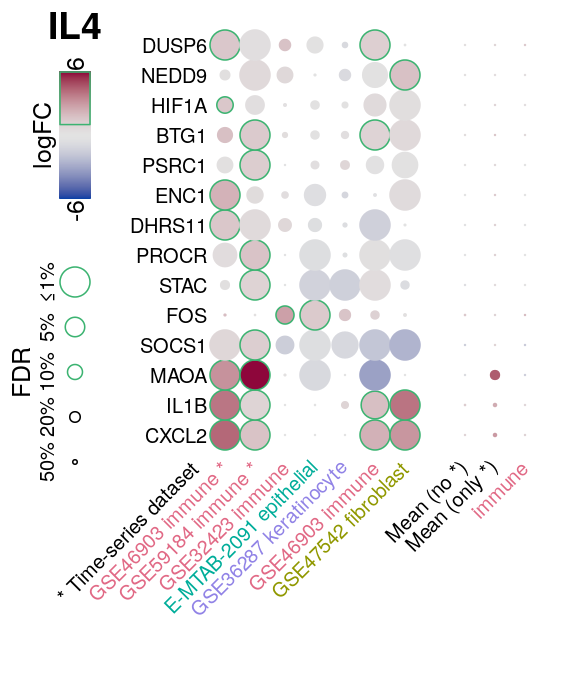 IL4
6
logFC
-6
≤1%
5%
10%
20%
50%
FDR
DUSP6
NEDD9
HIF1A
BTG1
PSRC1
ENC1
DHRS11
PROCR
STAC
FOS
SOCS1
MAOA
IL1B
CXCL2
* Time-series dataset
GSE46903 immune *
GSE59184 immune *
GSE32423 immune
E-MTAB-2091 epithelial
GSE36287 keratinocyte
GSE46903 immune
GSE47542 fibroblast
Mean (no *)
Mean (only *)
immune